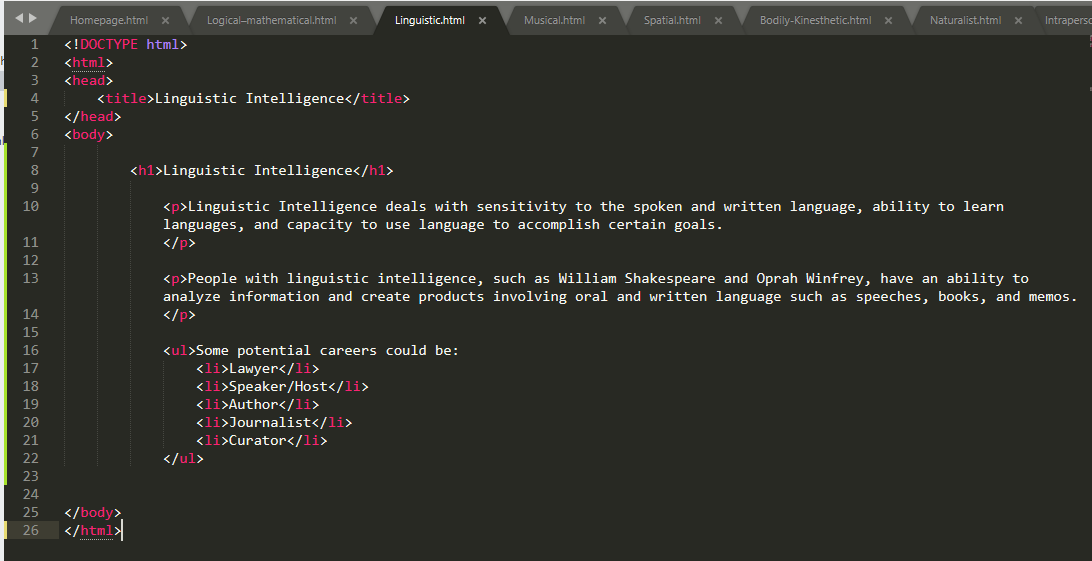 Homepage.html × Logical–mathematical.html × Linguistic.html × Musical.html × Spatial.html × Bodily-Kinesthetic.html × Naturalist.html × Intraperso
1 <!DOCTYPE html>
2 <html>
3 <head>
4 <title>Linguistic Intelligence</title>
5 </head>
6 <body>
7
8 <h1>Linguistic Intelligence</h1>
9
10 <p>Linguistic Intelligence deals with sensitivity to the spoken and written language, ability to learn
languages, and capacity to use language to accomplish certain goals.
11 </p>
12
13 <p>People with linguistic intelligence, such as William Shakespeare and Oprah Winfrey, have an ability to
analyze information and create products involving oral and written language such as speeches, books, and memos.
14 </p>
15
16 <ul>Some potential careers could be:
17 <li>Lawyer</li>
18 <li>Speaker/Host</li>
19 <li>Author</li>
20 <li>Journalist</li>
21 <li>Curator</li>
22 </ul>
23
24
25 </body>
26 </html>